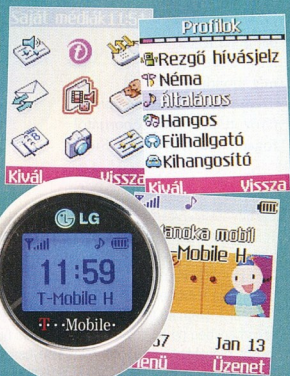 Saját médiák 11:5
Kivál. Vissza
Profilok
Rezgő hívásjelz
Néma
Általános
Hangos
Fülhallgató
Kihangosító
Kivál. Vissza
LG
11:59
T-Mobile H
T··Mobile·
anoka mobil
-Mobile H
67 Jan 13
enü Üzenet